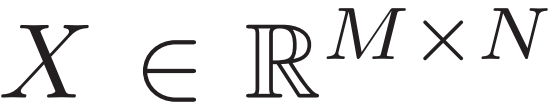 X ∈ ℝ^{M×N}